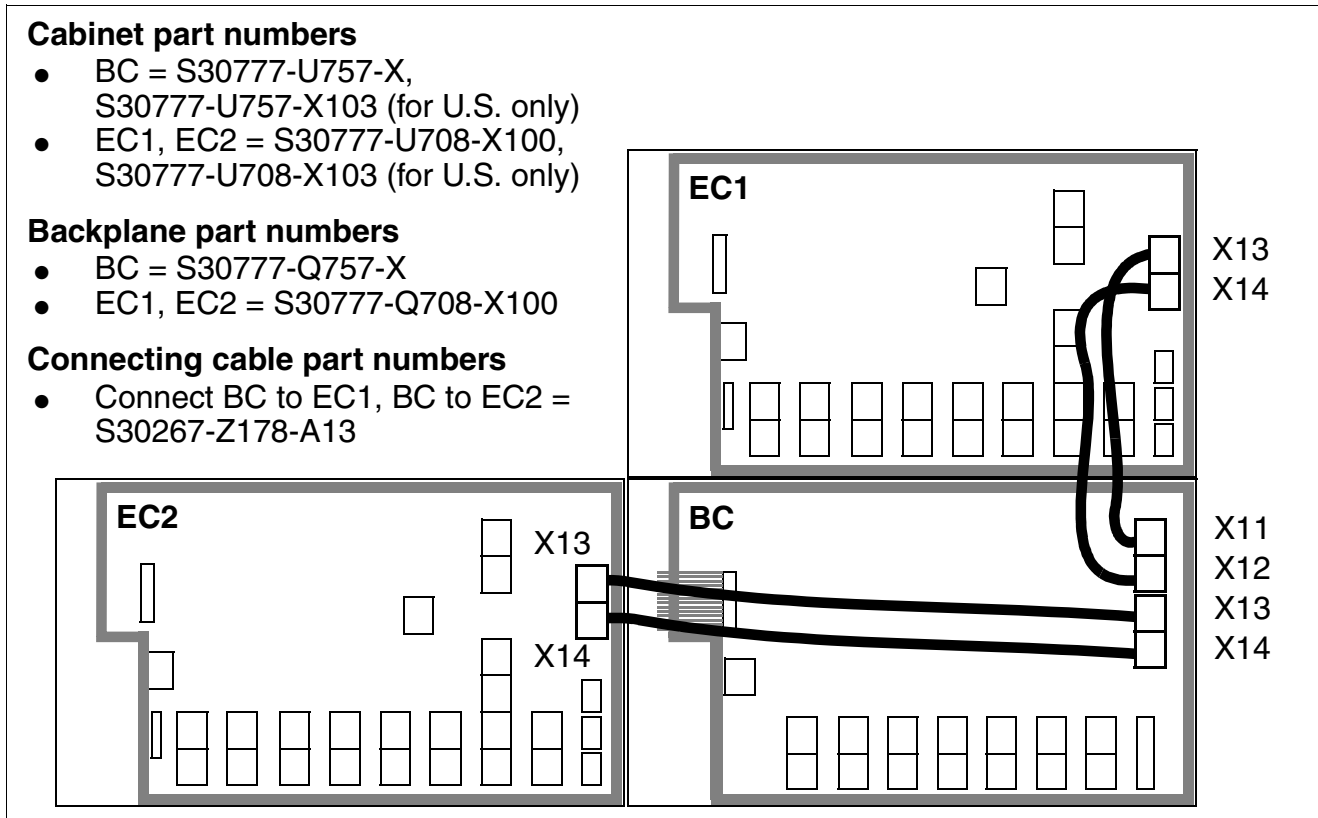 Cabinet part numbers
● BC = S30777-U757-X,
S30777-U757-X103 (for U.S. only)
● EC1, EC2 = S30777-U708-X100,
S30777-U708-X103 (for U.S. only)
Backplane part numbers
● BC = S30777-Q757-X
● EC1, EC2 = S30777-Q708-X100
Connecting cable part numbers
● Connect BC to EC1, BC to EC2 =
S30267-Z178-A13
EC1
X13
X14
EC2
X13
X14
BC
X11
X12
X13
X14